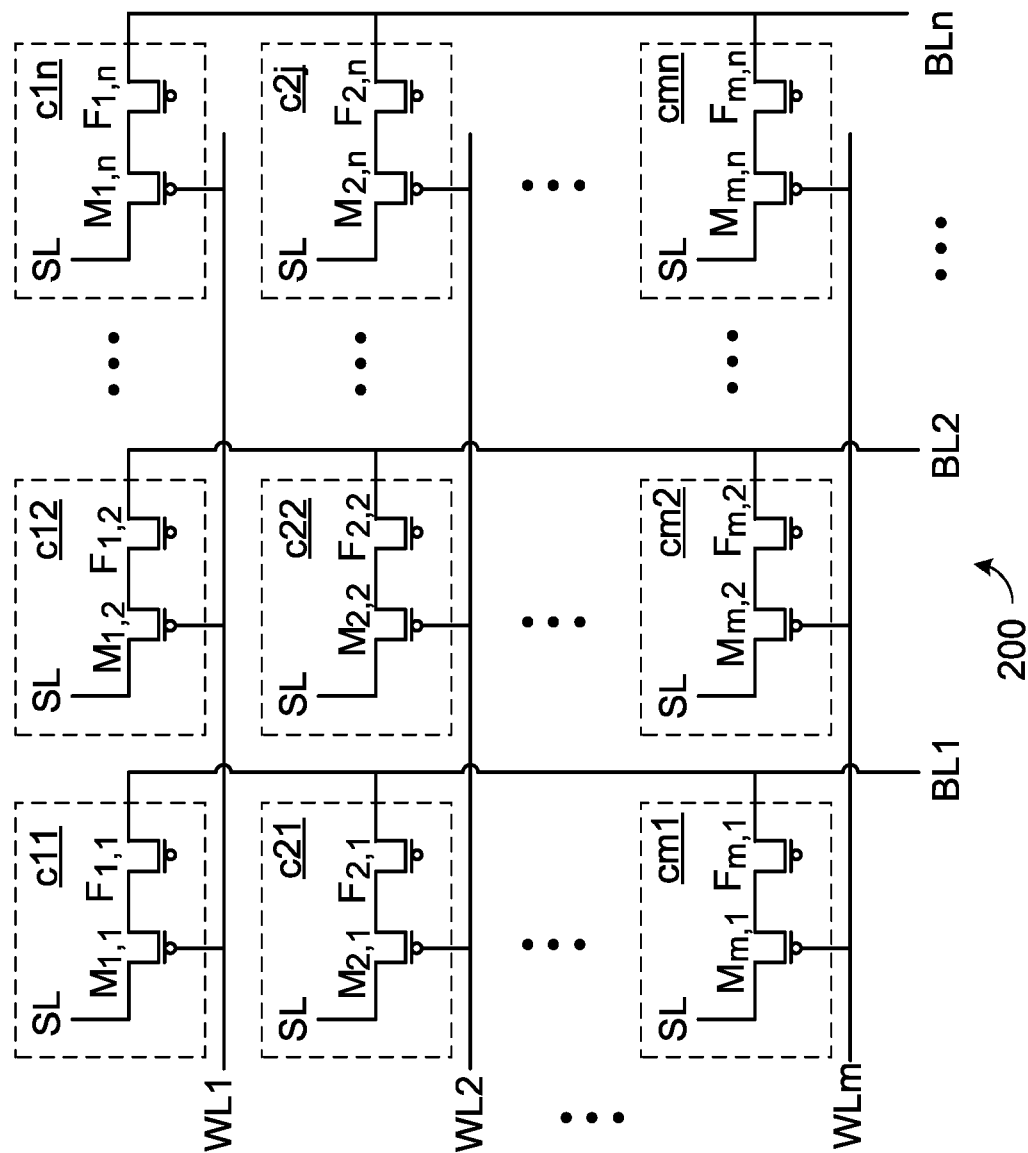 SL c11 SL c12 SL c1n
M1,1 F1,1 M1,2 F1,2 M1,n F1,n
WL1
SL c21 SL c22 SL c2j
M2,1 F2,1 M2,2 F2,2 M2,n F2,n
WL2
SL cm1 SL cm2 SL cmn
Mm,1 Fm,1 Mm,2 Fm,2 Mm,n Fm,n
WLm
BL1 BL2 BLn
200